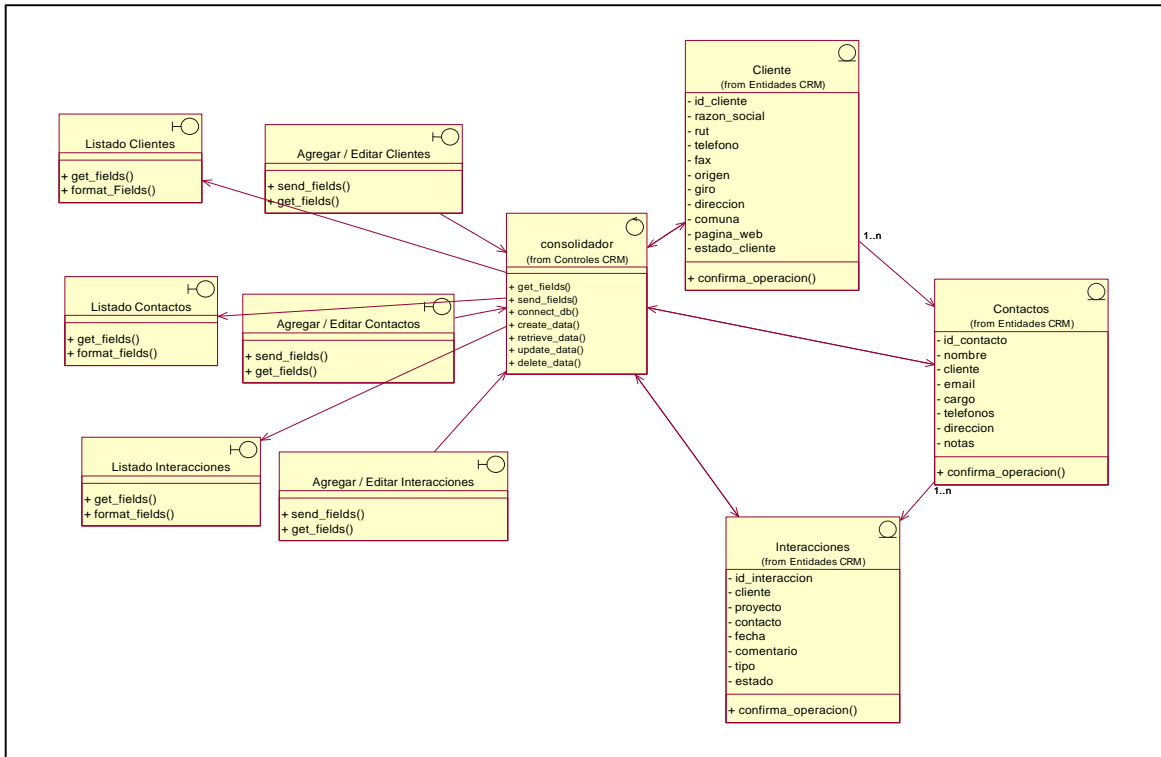 Cliente
(from Entidades CRM)
- id_cliente
- razon_social
- rut
- telefono
- fax
- origen
- giro
- direccion
- comuna
- pagina_web
- estado_cliente
+ confirma_operacion()
Listado Clientes
+ get_fields()
+ format_Fields()
Agregar / Editar Clientes
+ send_fields()
+ get_fields()
consolidador
(from Controles CRM)
+ get_fields()
+ send_fields()
+ connect_db()
+ create_data()
+ retrieve_data()
+ update_data()
+ delete_data()
1..n
Listado Contactos
+ get_fields()
+ format_fields()
Agregar / Editar Contactos
+ send_fields()
+ get_fields()
Contactos
(from Entidades CRM)
- id_contacto
- nombre
- cliente
- email
- cargo
- telefonos
- direccion
- notas
+ confirma_operacion()
1..n
Listado Interacciones
+ get_fields()
+ format_fields()
Agregar / Editar Interacciones
+ send_fields()
+ get_fields()
Interacciones
(from Entidades CRM)
- id_interaccion
- cliente
- proyecto
- contacto
- fecha
- comentario
- tipo
- estado
+ confirma_operacion()